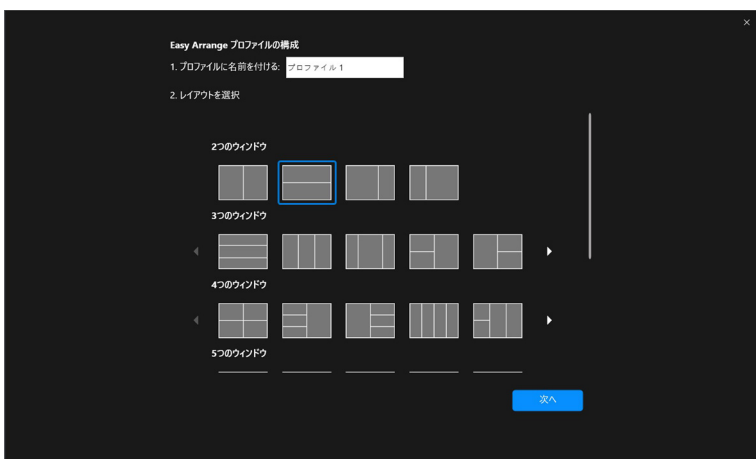 Easy Arrange プロファイルの構成
1. プロファイルに名前を付ける: プロファイル 1
2. レイアウトを選択
2つのウィンドウ
3つのウィンドウ
4つのウィンドウ
5つのウィンドウ
次へ